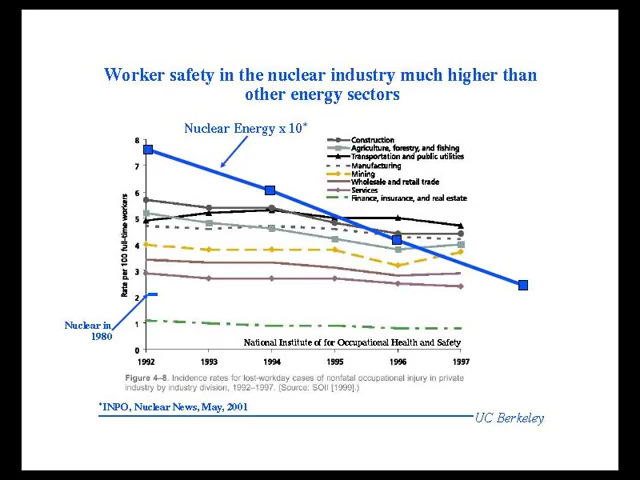 Worker safety in the nuclear industry much higher than
other energy sectors
Nuclear Energy x 10*
8
7
6
5
4
3
2
1
0
Rate per 100 full-time workers
Construction
Agriculture, forestry, and fishing
Transportation and public utilities
Manufacturing
Mining
Wholesale and retail trade
Services
Finance, insurance, and real estate
Nuclear in
1980
National Institute of for Occupational Health and Safety
1992 1993 1994 1995 1996 1997
Figure 4–8. Incidence rates for lost-workday cases of nonfatal occupational injury in private
industry by industry division, 1992–1997. (Source: SOII [1999].)
*INPO, Nuclear News, May, 2001
UC Berkeley